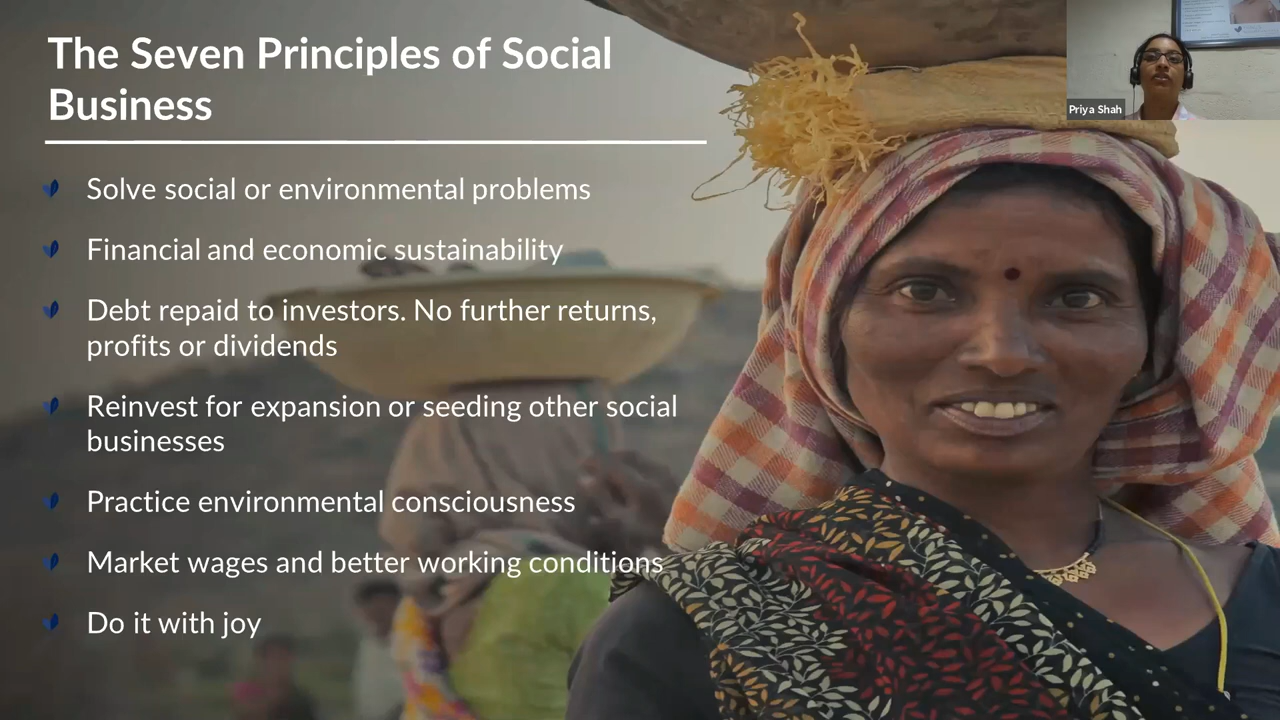 The Seven Principles of Social
Business
Solve social or environmental problems
Financial and economic sustainability
Debt repaid to investors. No further returns,
profits or dividends
Reinvest for expansion or seeding other social
businesses
Practice environmental consciousness
Market wages and better working conditions
Do it with joy
Priya Shah